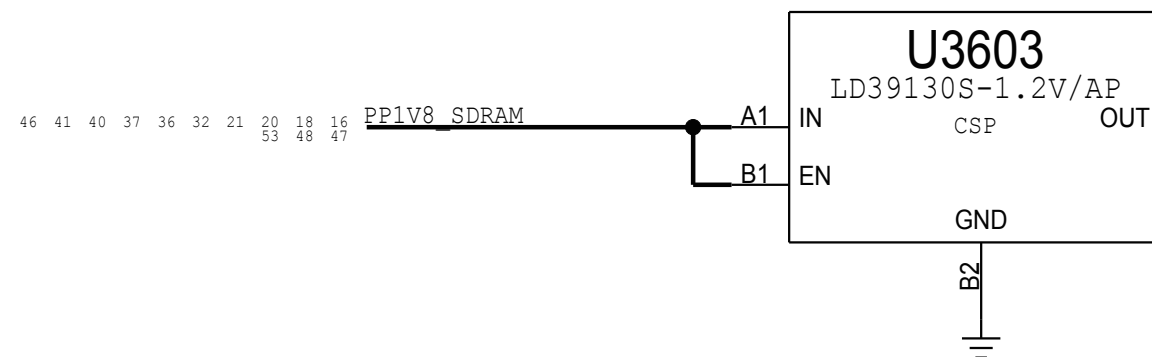 U3603
LD39130S-1.2V/AP
CSP
46 41 40 37 36 32 21 20 18 16 PP1V8_SDRAM A1 IN OUT
53 48 47
B1 EN
GND
B2